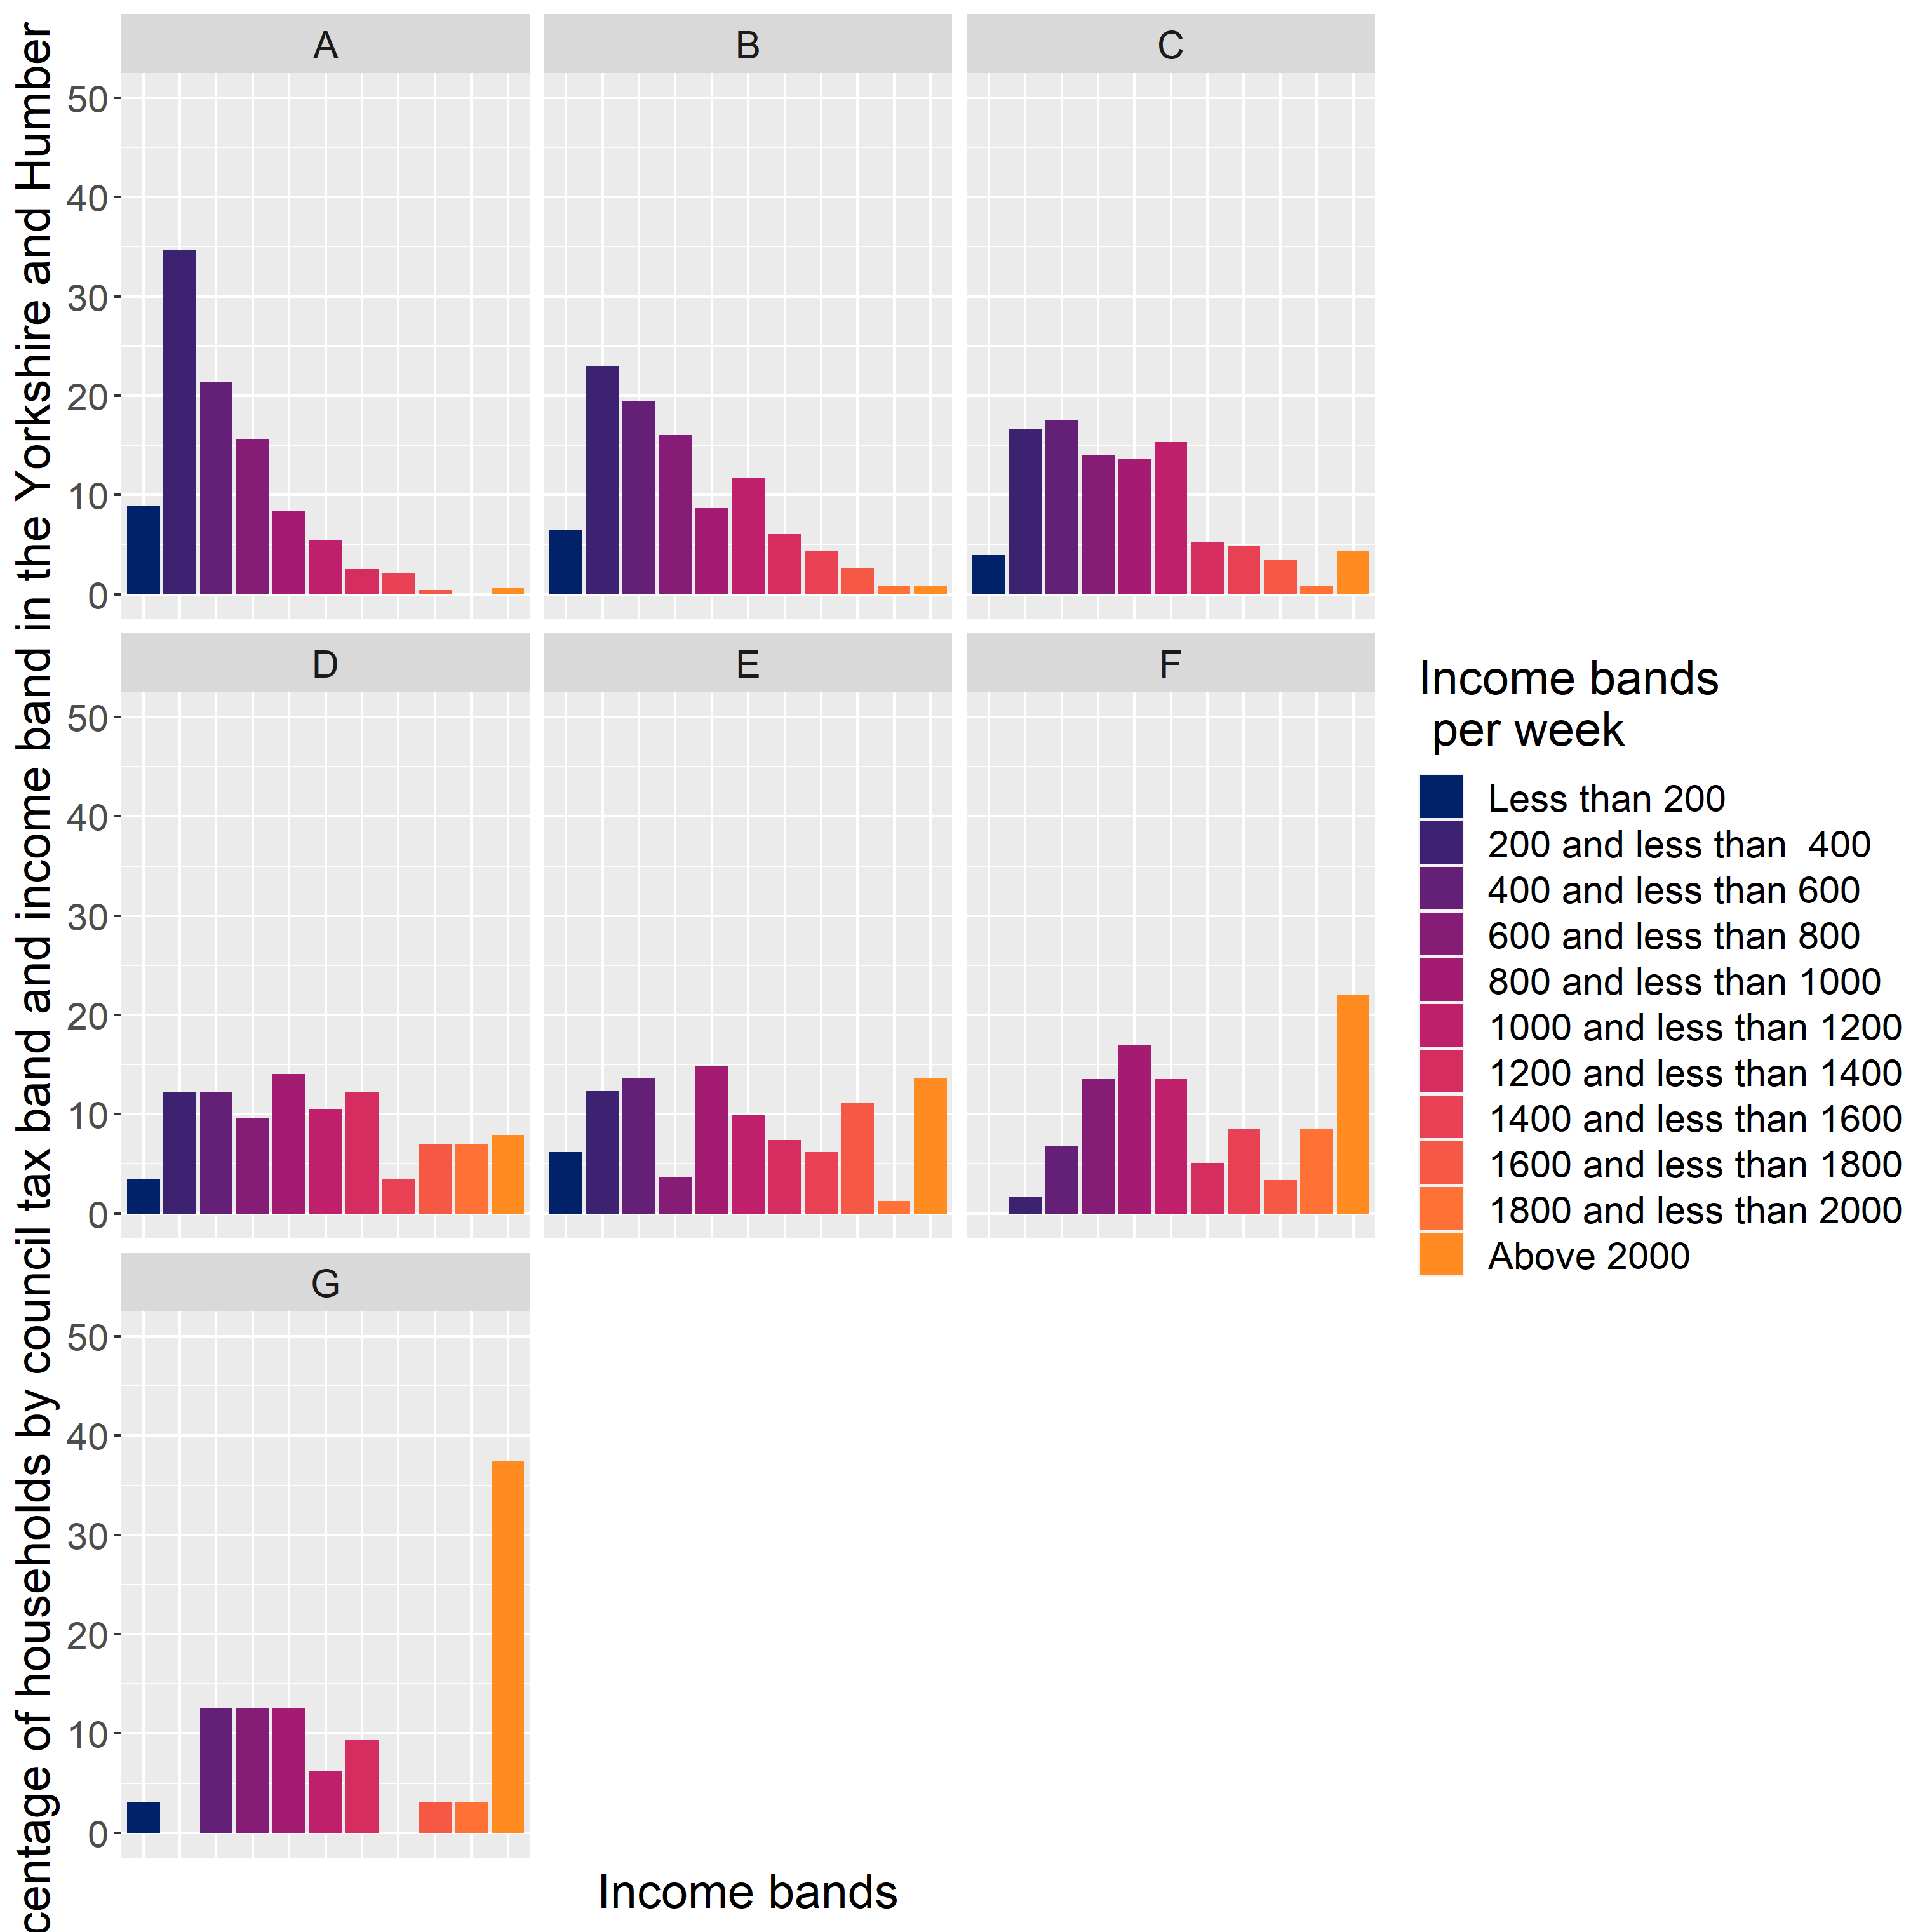 centage of households by council tax band and income band in the Yorkshire and Humber
A
B
C
50
40
30
20
10
0
D
E
F
50
40
30
20
10
0
G
50
40
30
20
10
0
Income bands
Income bands
per week
Less than 200
200 and less than  400
400 and less than 600
600 and less than 800
800 and less than 1000
1000 and less than 1200
1200 and less than 1400
1400 and less than 1600
1600 and less than 1800
1800 and less than 2000
Above 2000